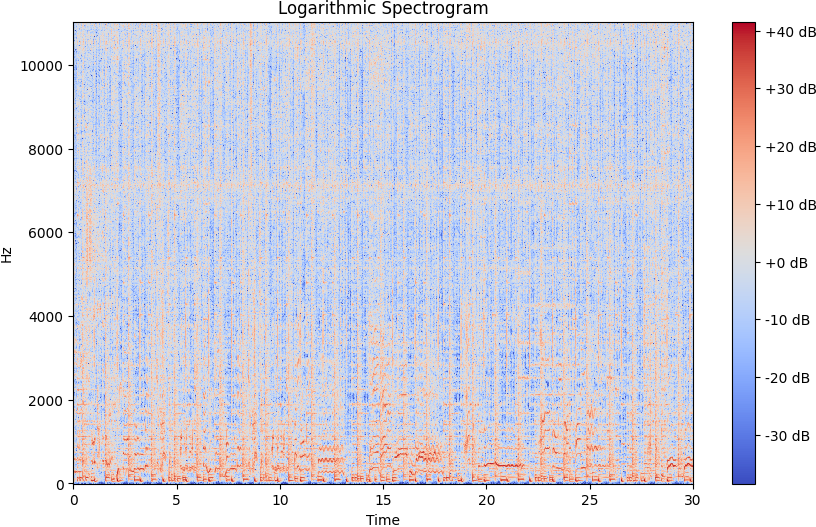 Logarithmic Spectrogram
Hz
10000
8000
6000
4000
2000
0
0 5 10 15 20 25 30
Time
+40 dB
+30 dB
+20 dB
+10 dB
+0 dB
-10 dB
-20 dB
-30 dB